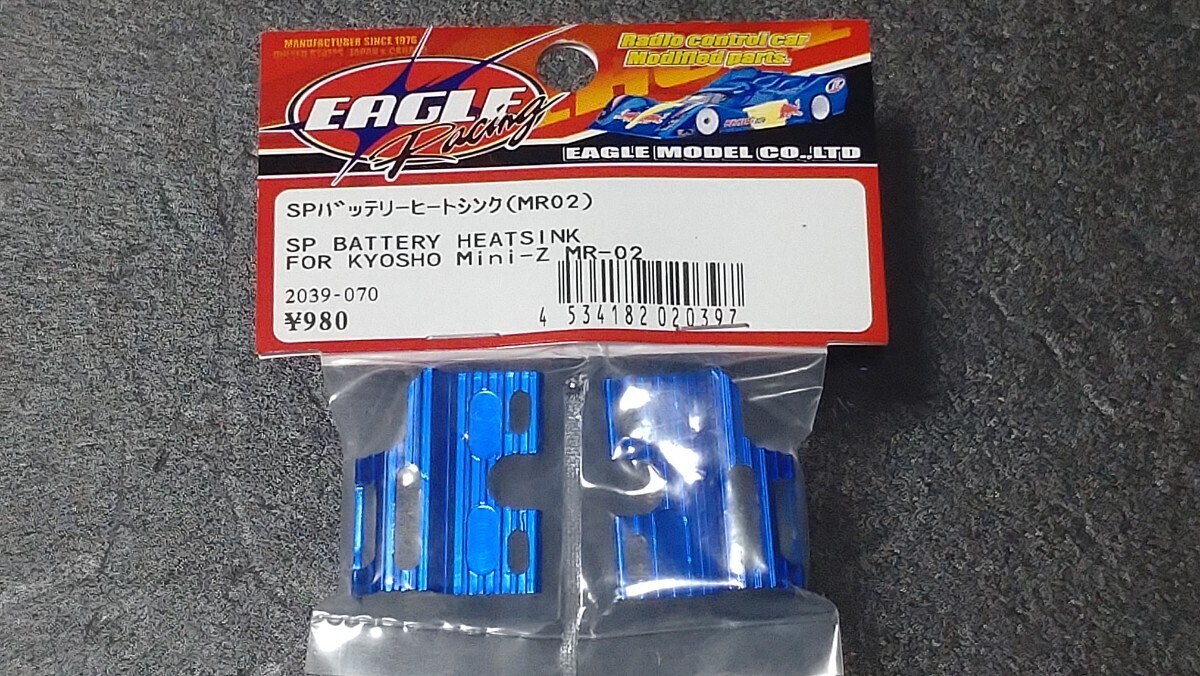 MANUFACTURER SINCE 1976
EAGLE
Racing
Radio control car
Modified parts.
EAGLE MODEL CO.,LTD
SPバッテリーヒートシンク(MR02)
SP BATTERY HEATSINK
FOR KYOSHO Mini-Z MR-02
2039-070
¥980
4 534182 020397